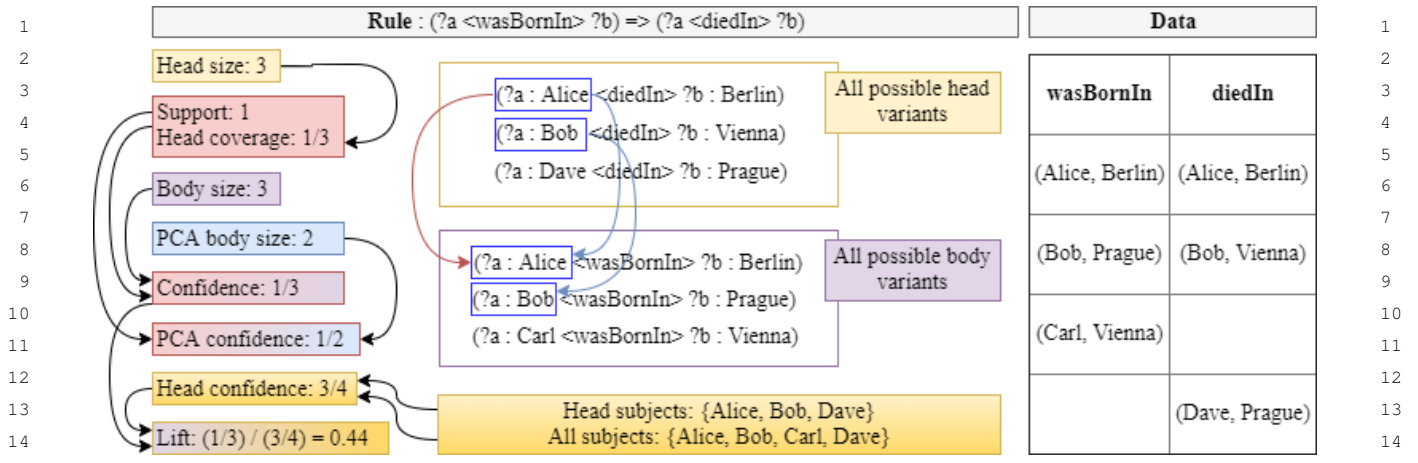 Rule : (?a <wasBornIn> ?b) => (?a <diedIn> ?b)
Data
1
1
2
2
3
3
4
4
5
5
6
6
7
7
8
8
9
9
10
10
11
11
12
12
13
13
14
14
Head size: 3
Support: 1
Head coverage: 1/3
Body size: 3
PCA body size: 2
Confidence: 1/3
PCA confidence: 1/2
Head confidence: 3/4
Lift: (1/3) / (3/4) = 0.44
(?a : Alice <diedIn> ?b : Berlin)
(?a : Bob <diedIn> ?b : Vienna)
(?a : Dave <diedIn> ?b : Prague)
All possible head
variants
(?a : Alice <wasBornIn> ?b : Berlin)
(?a : Bob <wasBornIn> ?b : Prague)
(?a : Carl <wasBornIn> ?b : Vienna)
All possible body
variants
Head subjects: {Alice, Bob, Dave}
All subjects: {Alice, Bob, Carl, Dave}
wasBornIn diedIn
(Alice, Berlin) (Alice, Berlin)
(Bob, Prague) (Bob, Vienna)
(Carl, Vienna)
(Dave, Prague)